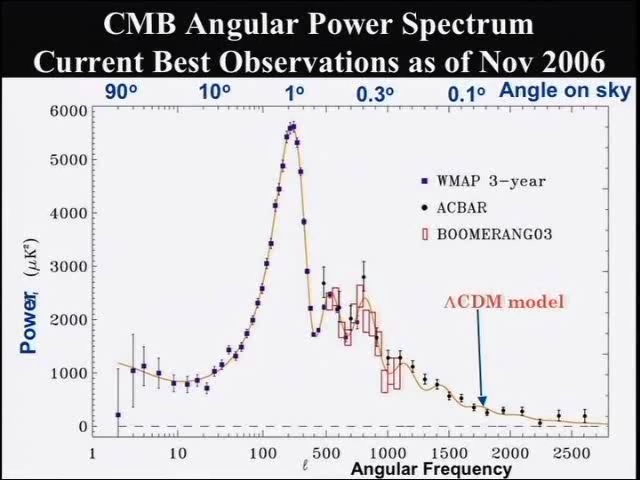 CMB Angular Power Spectrum
Current Best Observations as of Nov 2006
90° 10° 1° 0.3° 0.1° Angle on sky
6000
5000
4000
3000
2000
1000
0
Power, (μK²)
WMAP 3-year
ACBAR
BOOMERANG03
ΛCDM model
1 10 100 500 1000 1500 2000 2500
ℓ Angular Frequency